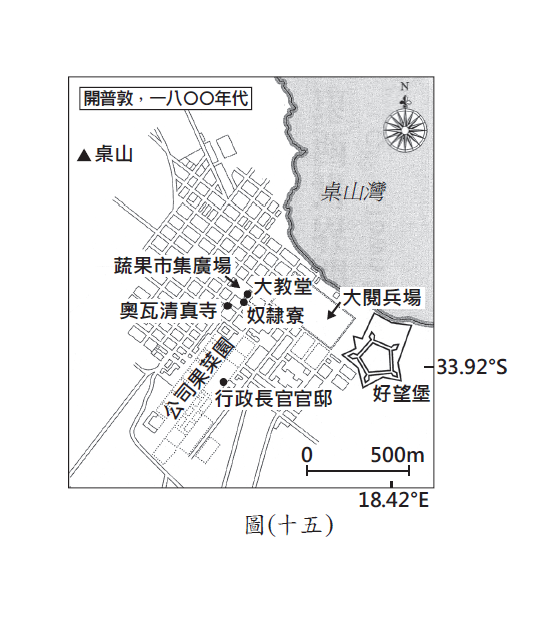 開普敦，一八〇〇年代
N
▲桌山
桌山灣
蔬果市集廣場
大教堂
大閱兵場
奧瓦清真寺
奴隸寮
33.92°S
公司果菜園
行政長官官邸
好望堡
0 500m
18.42°E
圖(十五)